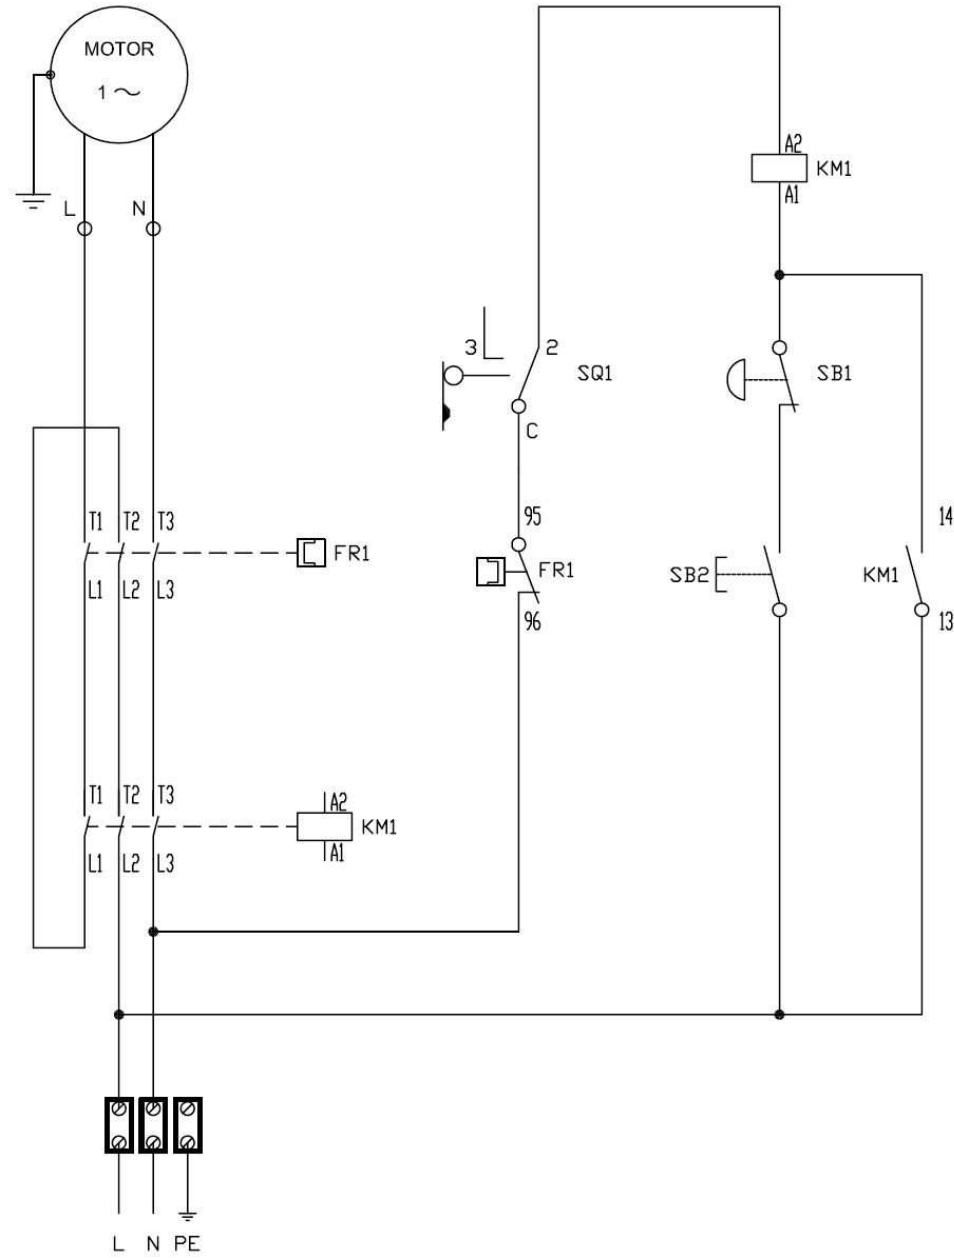 MOTOR
1～
A2
KM1
A1
L
N
3
2
SQ1
SB1
C
T1 T2 T3
95
14
FR1
FR1
SB2
KM1
L1 L2 L3
96
13
T1 T2 T3
A2
KM1
A1
L1 L2 L3
L N PE